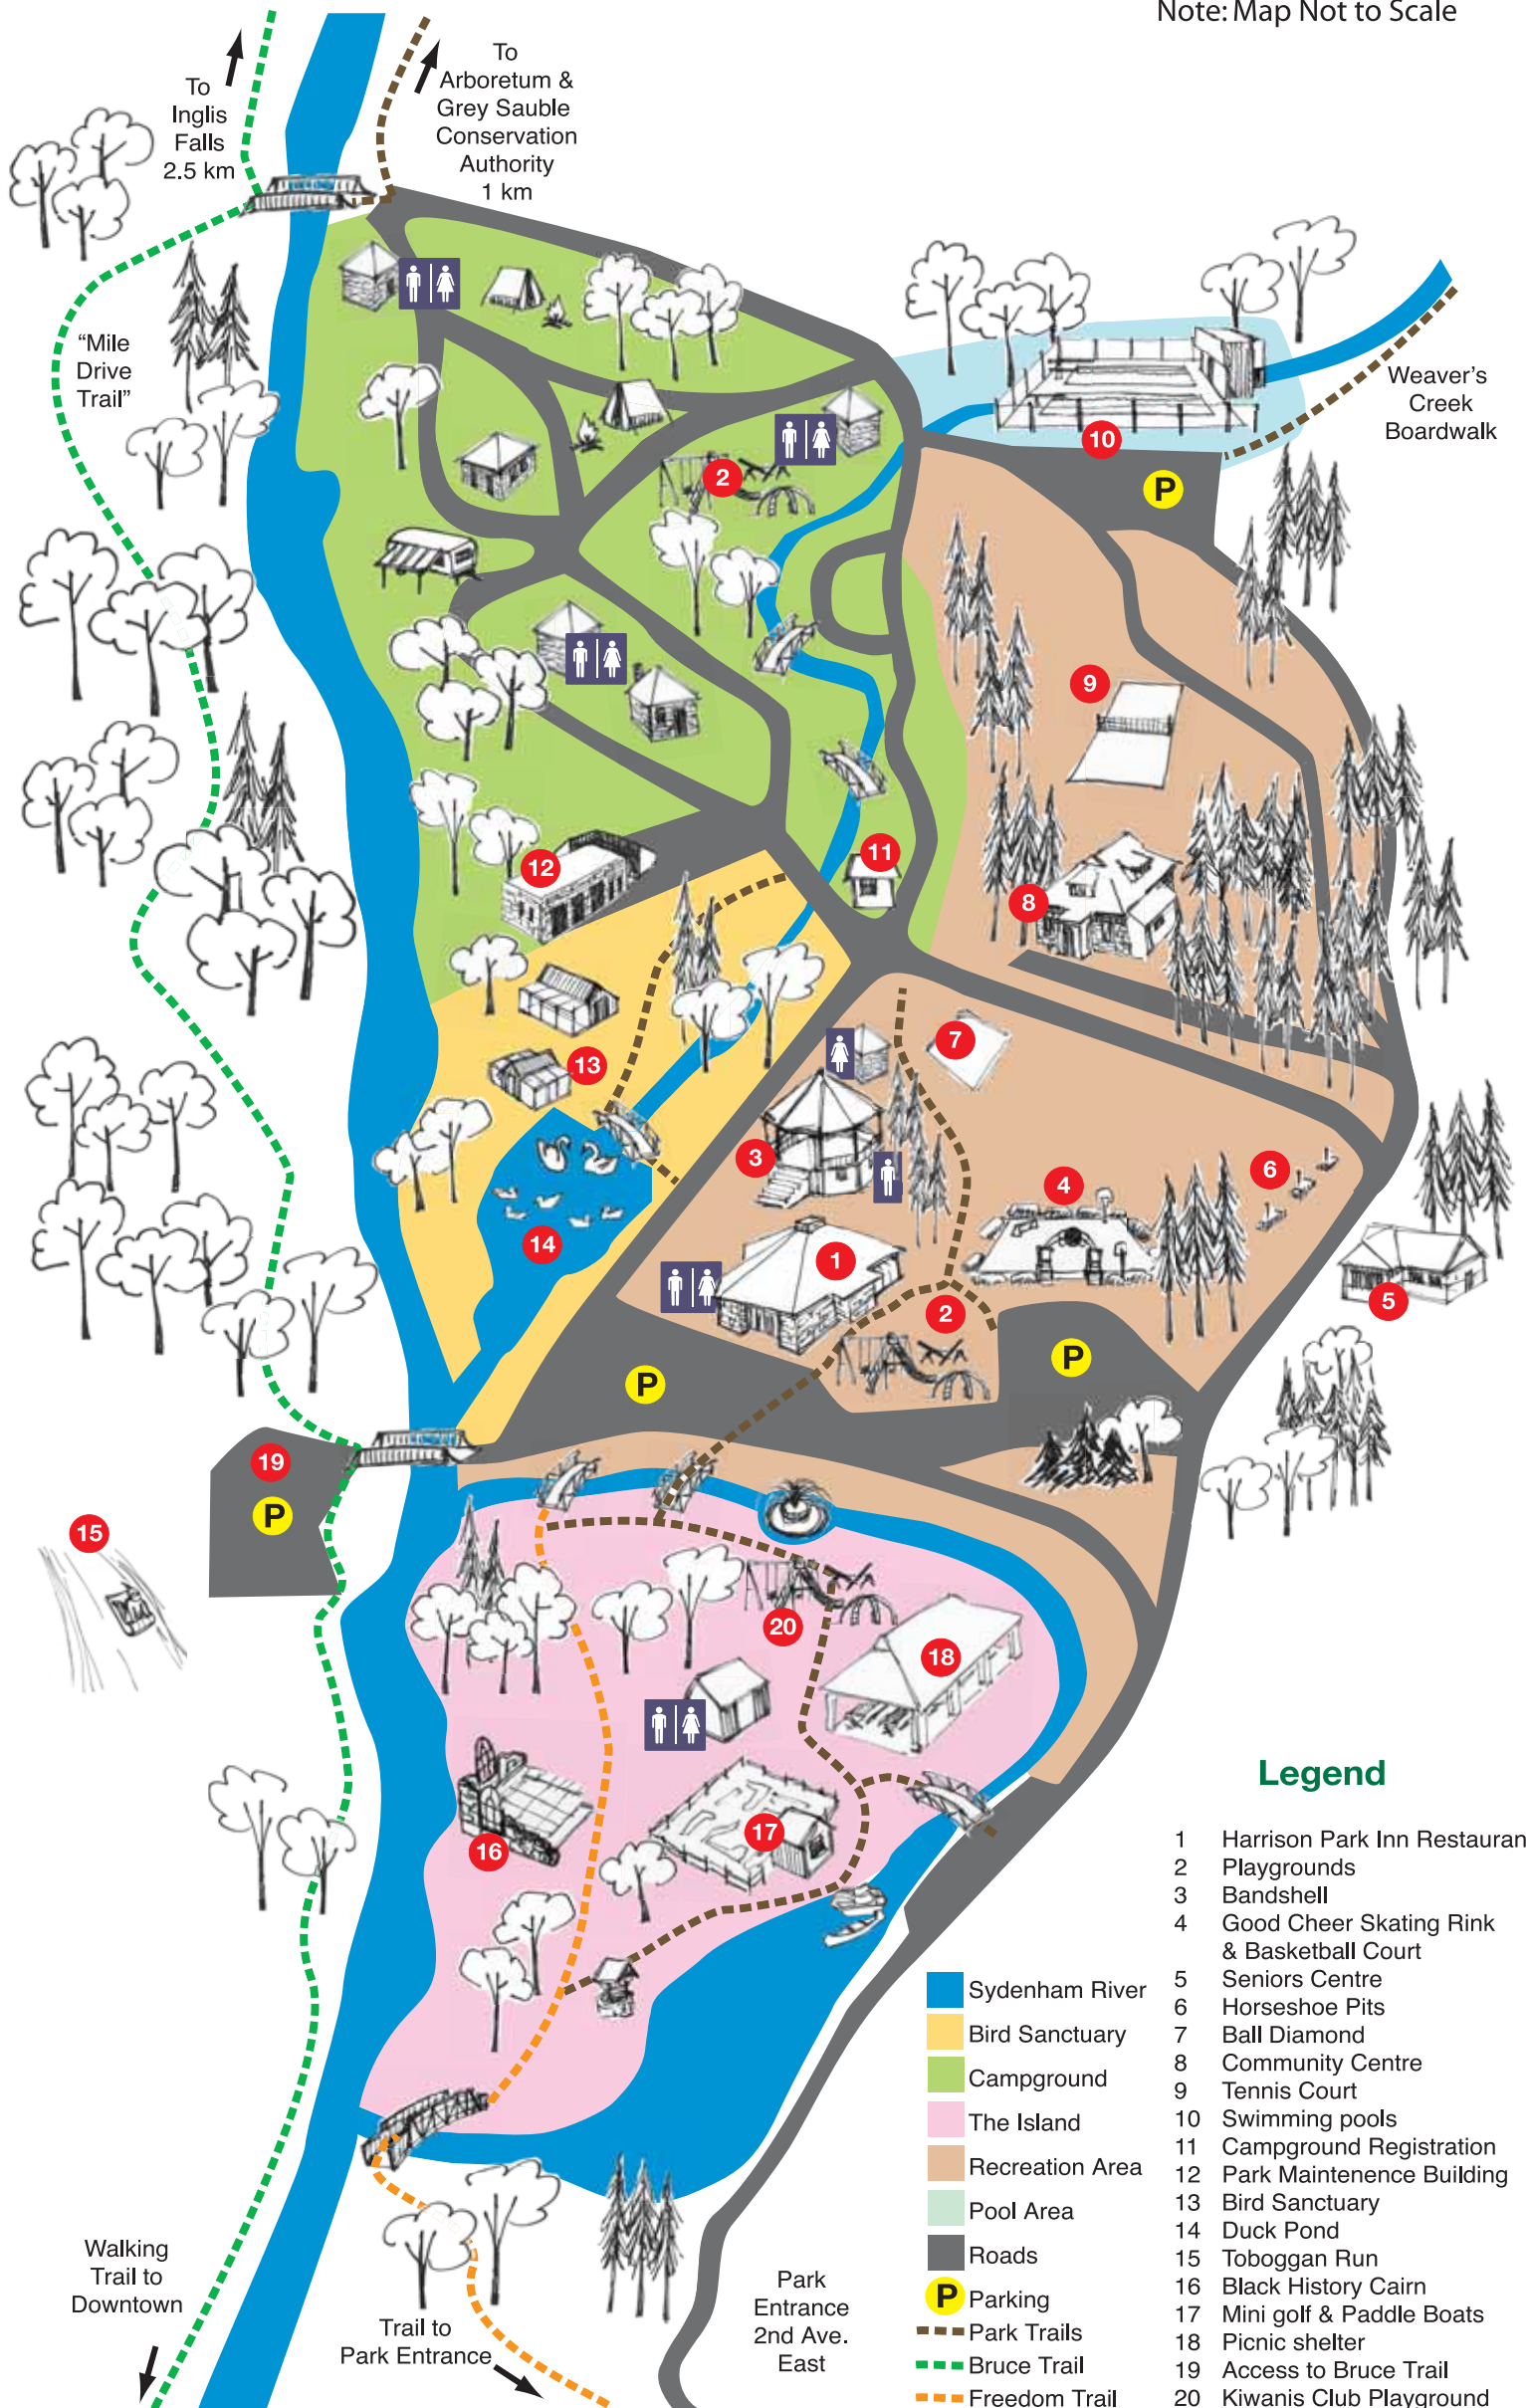 Note: Map Not to Scale
To
Inglis
Falls
2.5 km
To
Arboretum &
Grey Sauble
Conservation
Authority
1 km
"Mile
Drive
Trail"
Weaver's
Creek
Boardwalk
10
P
2
9
11
12
8
7
13
3
4
6
14
1
5
2
P
P
19
P
15
20
18
17
16
Walking
Trail to
Downtown
Trail to
Park Entrance
Park
Entrance
2nd Ave.
East
Legend
Sydenham River
Bird Sanctuary
Campground
The Island
Recreation Area
Pool Area
Roads
P Parking
Park Trails
Bruce Trail
Freedom Trail
1 Harrison Park Inn Restauran
2 Playgrounds
3 Bandshell
4 Good Cheer Skating Rink
& Basketball Court
5 Seniors Centre
6 Horseshoe Pits
7 Ball Diamond
8 Community Centre
9 Tennis Court
10 Swimming pools
11 Campground Registration
12 Park Maintenence Building
13 Bird Sanctuary
14 Duck Pond
15 Toboggan Run
16 Black History Cairn
17 Mini golf & Paddle Boats
18 Picnic shelter
19 Access to Bruce Trail
20 Kiwanis Club Playground